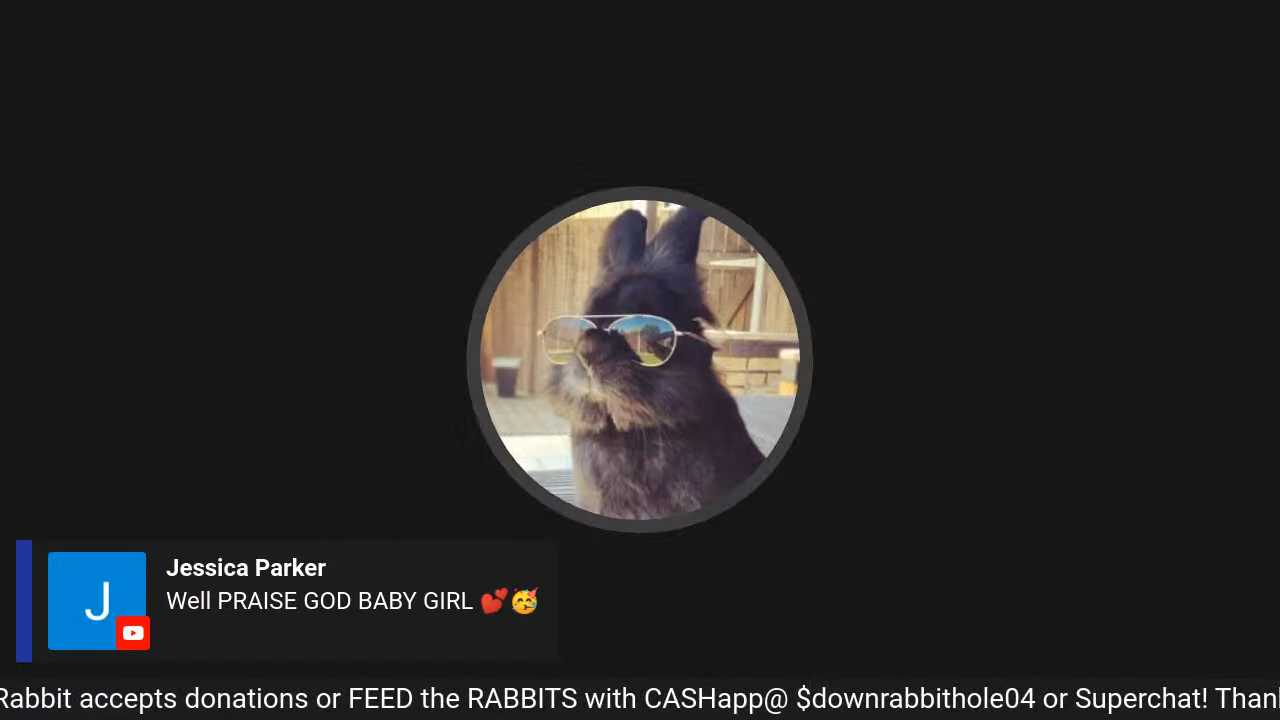 J
Jessica Parker
Well PRAISE GOD BABY GIRL 💕🥳
Rabbit accepts donations or FEED the RABBITS with CASHapp@ $downrabbithole04 or Superchat! Than